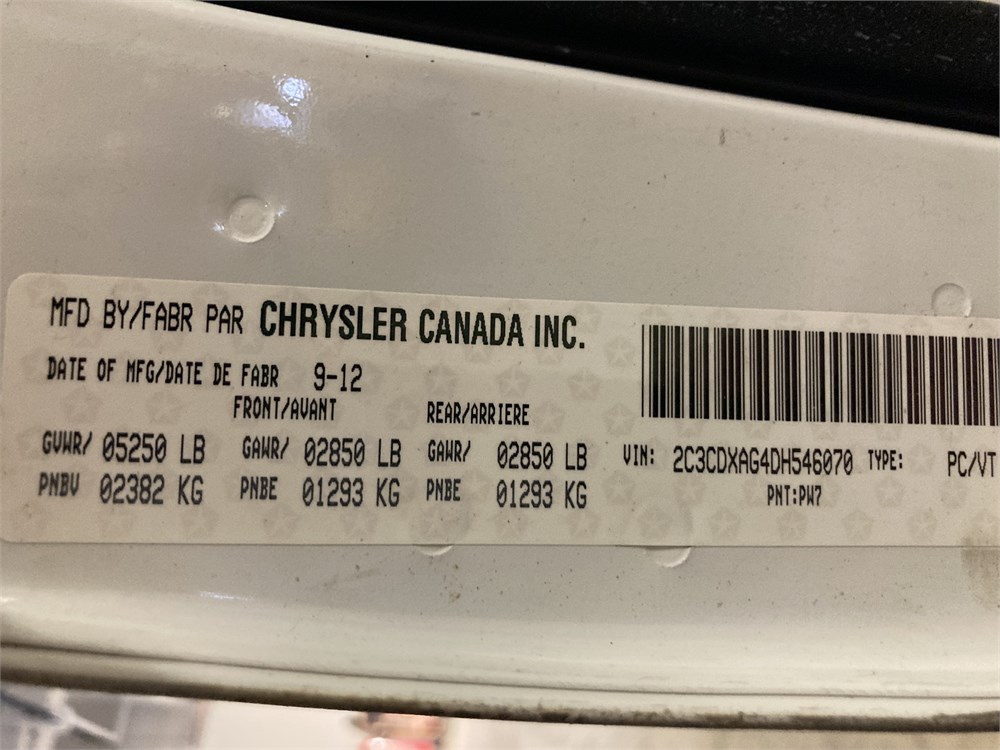 MFD BY/FABR PAR CHRYSLER CANADA INC.
DATE OF MFG/DATE DE FABR 9-12
FRONT/AVANT REAR/ARRIERE
GVWR/ 05250 LB GAWR/ 02850 LB GAWR/ 02850 LB
PNBV 02382 KG PNBE 01293 KG PNBE 01293 KG
VIN: 2C3CDXAG4DH546070 TYPE: PC/VT
PNT:PW7